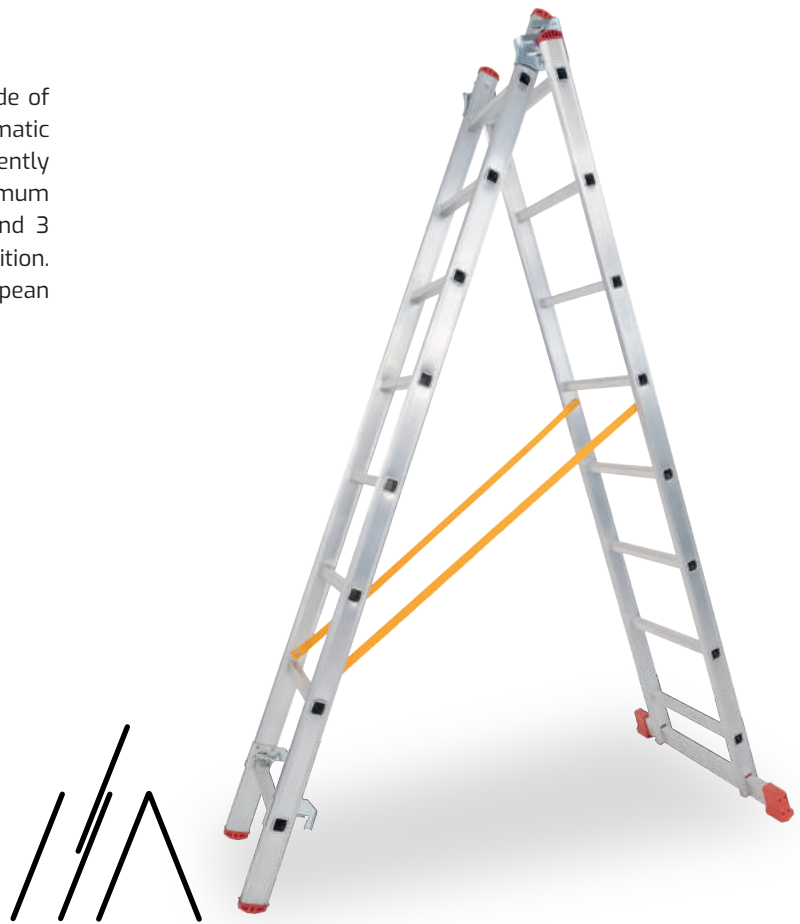 de of
matic
ently
mum
nd 3
ition.
pean